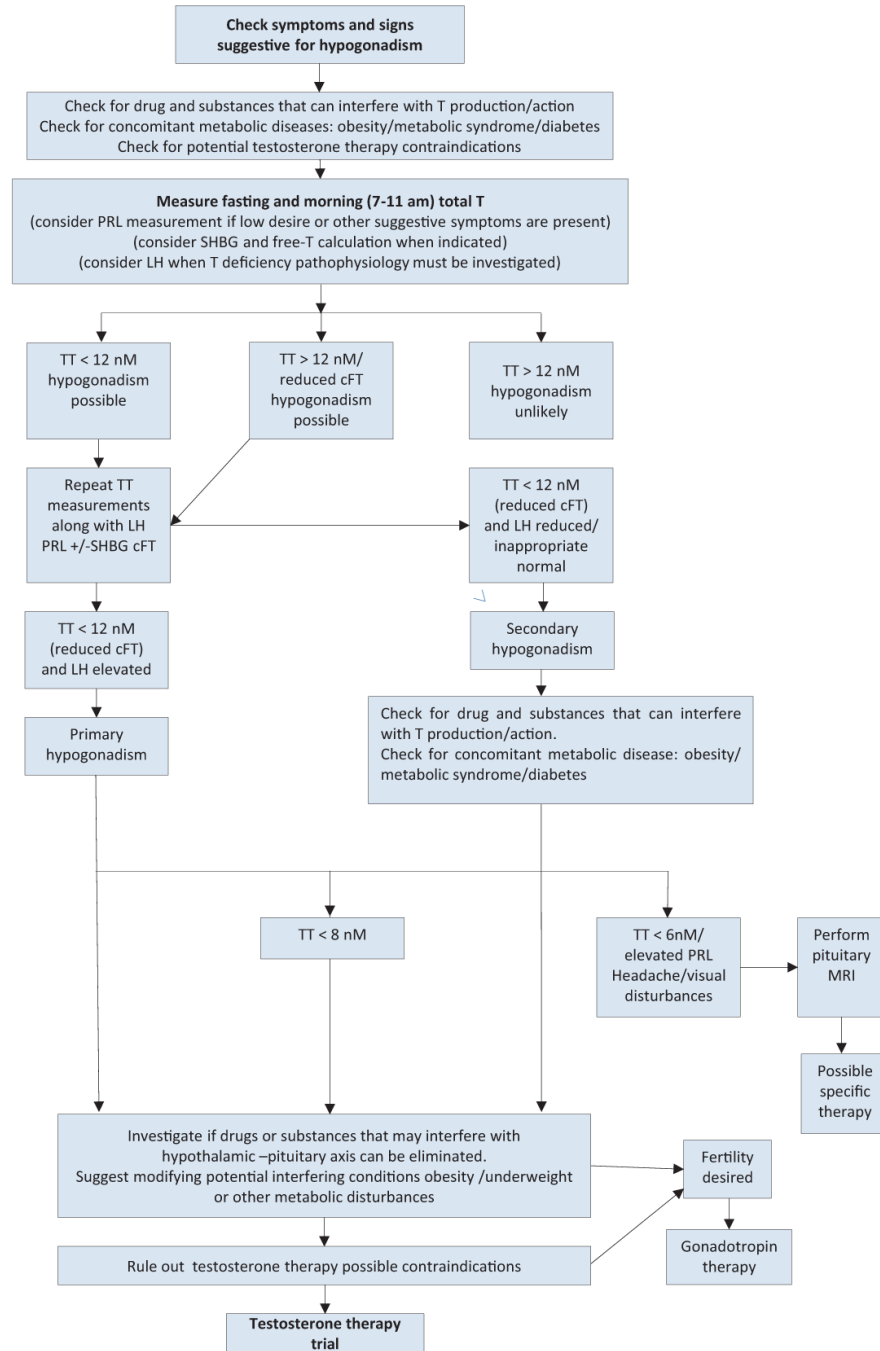 Check symptoms and signs
suggestive for hypogonadism
Check for drug and substances that can interfere with T production/action
Check for concomitant metabolic diseases: obesity/metabolic syndrome/diabetes
Check for potential testosterone therapy contraindications
Measure fasting and morning (7-11 am) total T
(consider PRL measurement if low desire or other suggestive symptoms are present)
(consider SHBG and free-T calculation when indicated)
(consider LH when T deficiency pathophysiology must be investigated)
TT < 12 nM
hypogonadism
possible
TT > 12 nM/
reduced cFT
hypogonadism
possible
TT > 12 nM
hypogonadism
unlikely
Repeat TT
measurements
along with LH
PRL +/-SHBG cFT
TT < 12 nM
(reduced cFT)
and LH reduced/
inappropriate
normal
TT < 12 nM
(reduced cFT)
and LH elevated
Secondary
hypogonadism
Primary
hypogonadism
Check for drug and substances that can interfere
with T production/action.
Check for concomitant metabolic disease: obesity/
metabolic syndrome/diabetes
TT < 8 nM
TT < 6nM/
elevated PRL
Headache/visual
disturbances
Perform
pituitary
MRI
Possible
specific
therapy
Investigate if drugs or substances that may interfere with
hypothalamic –pituitary axis can be eliminated.
Suggest modifying potential interfering conditions obesity /underweight
or other metabolic disturbances
Fertility
desired
Gonadotropin
therapy
Rule out testosterone therapy possible contraindications
Testosterone therapy
trial